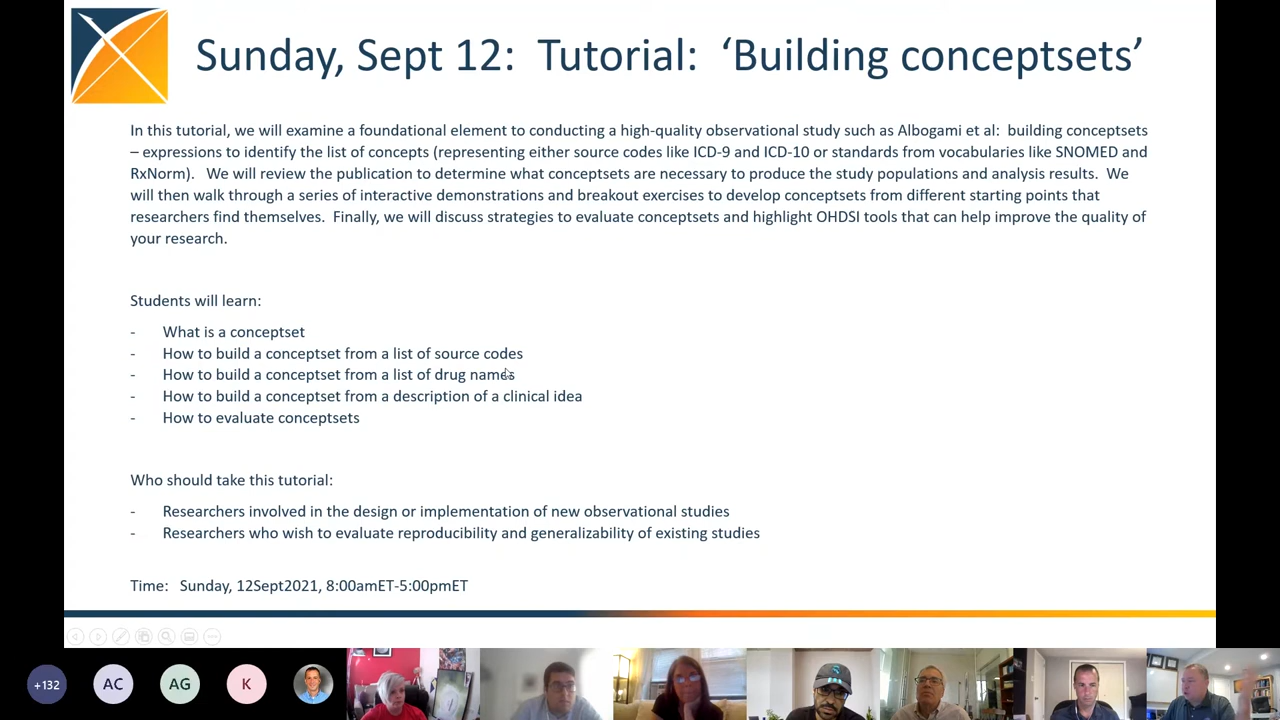 Sunday, Sept 12: Tutorial: ‘Building conceptsets’
In this tutorial, we will examine a foundational element to conducting a high-quality observational study such as Albogami et al: building conceptsets
– expressions to identify the list of concepts (representing either source codes like ICD-9 and ICD-10 or standards from vocabularies like SNOMED and
RxNorm). We will review the publication to determine what conceptsets are necessary to produce the study populations and analysis results. We
will then walk through a series of interactive demonstrations and breakout exercises to develop conceptsets from different starting points that
researchers find themselves. Finally, we will discuss strategies to evaluate conceptsets and highlight OHDSI tools that can help improve the quality of
your research.
Students will learn:
- What is a conceptset
- How to build a conceptset from a list of source codes
- How to build a conceptset from a list of drug names
- How to build a conceptset from a description of a clinical idea
- How to evaluate conceptsets
Who should take this tutorial:
- Researchers involved in the design or implementation of new observational studies
- Researchers who wish to evaluate reproducibility and generalizability of existing studies
Time: Sunday, 12Sept2021, 8:00amET-5:00pmET
+132 AC AG K